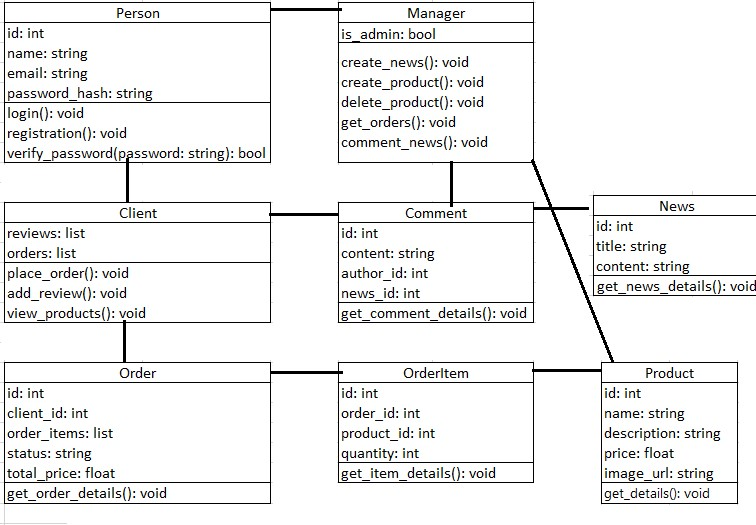 Person
id: int
name: string
email: string
password_hash: string
login(): void
registration(): void
verify_password(password: string): bool
Manager
is_admin: bool
create_news(): void
create_product(): void
delete_product(): void
get_orders(): void
comment_news(): void
Client
reviews: list
orders: list
place_order(): void
add_review(): void
view_products(): void
Comment
id: int
content: string
author_id: int
news_id: int
get_comment_details(): void
News
id: int
title: string
content: string
get_news_details(): void
Order
id: int
client_id: int
order_items: list
status: string
total_price: float
get_order_details(): void
OrderItem
id: int
order_id: int
product_id: int
quantity: int
get_item_details(): void
Product
id: int
name: string
description: string
price: float
image_url: string
get_details(): void